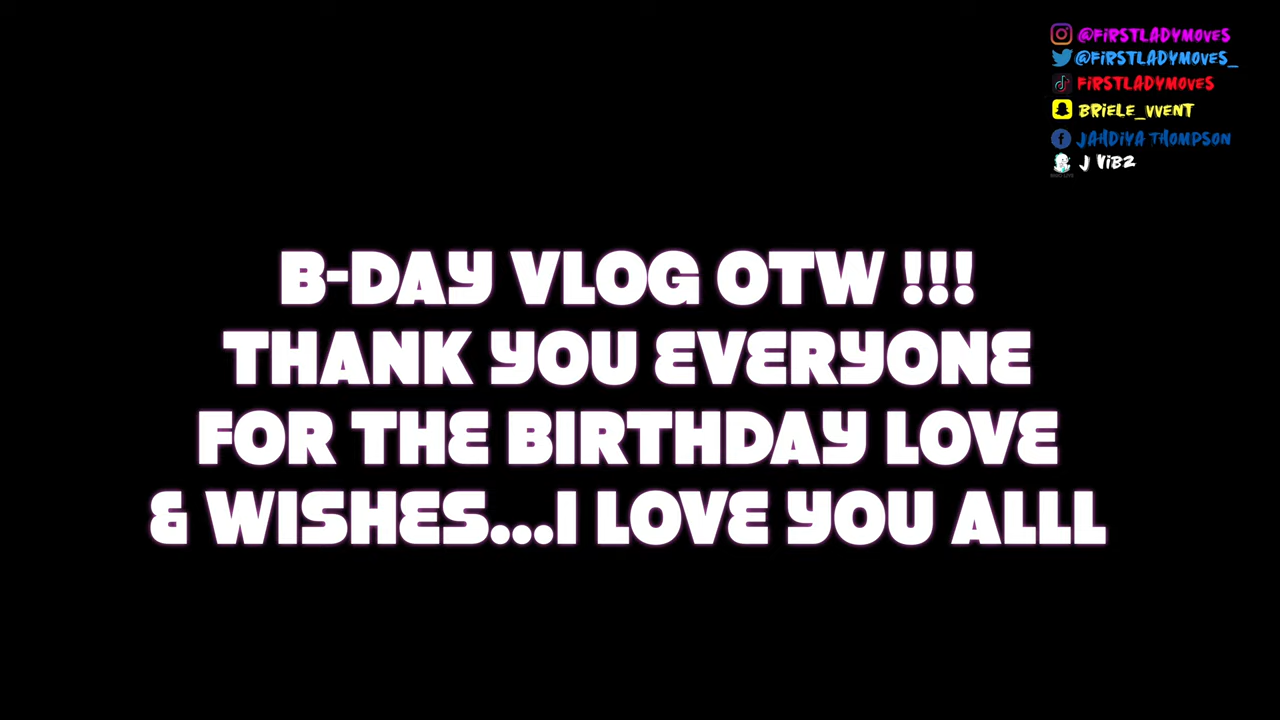 @FiRSTLADYMOVES
@FiRSTLADYMOVES_
FiRSTLADYMOVES
BRiELE_VVENT
JAHDiYA THOMPSON
J ViBZ
B-DAY VLOG OTW !!!
THANK YOU EVERYONE
FOR THE BIRTHDAY LOVE
& WISHES...I LOVE YOU ALLL